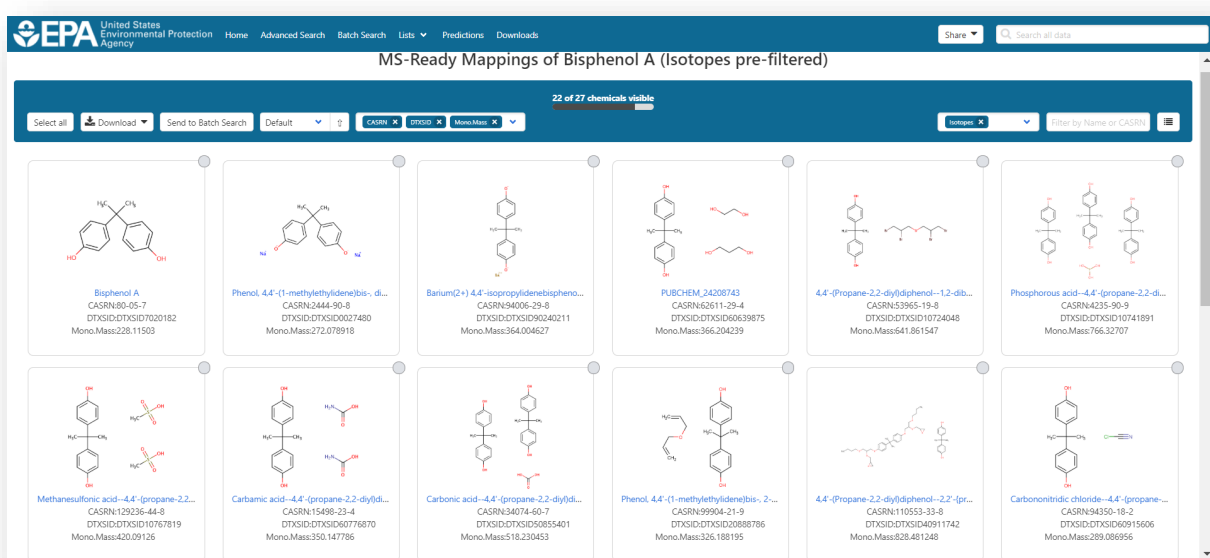 EPA United States Environmental Protection Agency
Home Advanced Search Batch Search Lists Predictions Downloads Share Search all data
MS-Ready Mappings of Bisphenol A (Isotopes pre-filtered)
22 of 27 chemicals visible
Select all Download Send to Batch Search Default CASRN X DTXSID X Mono.Mass X Isotopes X Filter by Name or CASRN
Bisphenol A
CASRN:80-05-7
DTXSID:DTXSID7020182
Mono.Mass:228.11503
Phenol, 4,4'-(1-methylethylidene)bis-, di...
CASRN:2444-90-8
DTXSID:DTXSID0027480
Mono.Mass:272.078918
Barium(2+) 4,4'-isopropylidenebispheno...
CASRN:94006-29-8
DTXSID:DTXSID90240211
Mono.Mass:364.004627
PUBCHEM_24208743
CASRN:62611-29-4
DTXSID:DTXSID60639875
Mono.Mass:366.204239
4,4'-(Propane-2,2-diyl)diphenol--1,2-dib...
CASRN:53965-19-8
DTXSID:DTXSID10724048
Mono.Mass:641.861547
Phosphorous acid--4,4'-(propane-2,2-di...
CASRN:4235-90-9
DTXSID:DTXSID10741891
Mono.Mass:766.32707
Methanesulfonic acid--4,4'-(propane-2,2...
CASRN:129236-44-8
DTXSID:DTXSID10767819
Mono.Mass:420.09126
Carbamic acid--4,4'-(propane-2,2-diyl)di...
CASRN:15498-23-4
DTXSID:DTXSID60776870
Mono.Mass:350.147786
Carbonic acid--4,4'-(propane-2,2-diyl)di...
CASRN:34074-60-7
DTXSID:DTXSID50855401
Mono.Mass:518.230453
Phenol, 4,4'-(1-methylethylidene)bis-, 2-...
CASRN:99904-21-9
DTXSID:DTXSID20888786
Mono.Mass:326.188195
4,4'-(Propane-2,2-diyl)diphenol--2,2'-(pr...
CASRN:110553-33-8
DTXSID:DTXSID40911742
Mono.Mass:828.481248
Carbononitridic chloride--4,4'-(propane-...
CASRN:94350-18-2
DTXSID:DTXSID60915606
Mono.Mass:289.086956